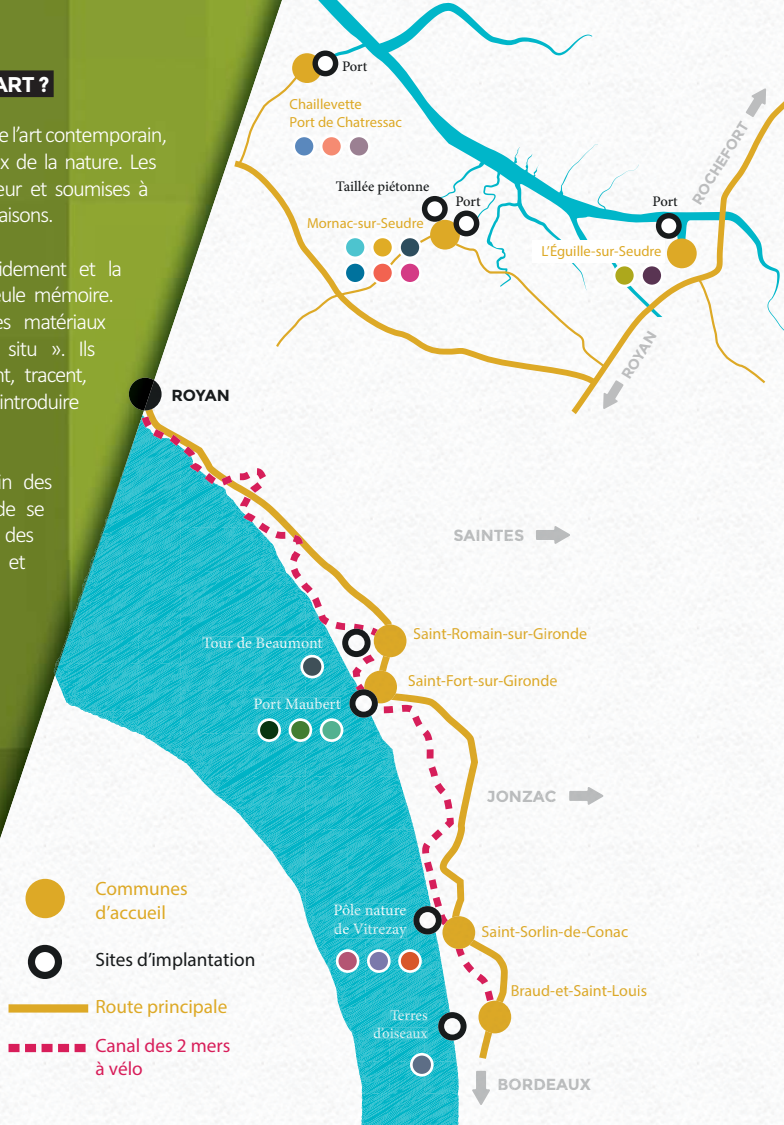 ART ?
e l’art contemporain,
x de la nature. Les
eur et soumises à
aisons.
idement et la
eule mémoire.
es matériaux
situ ». Ils
nt, tracent,
introduire
in des
de se
des
et
Port
Chaillevette
Port de Chatressac
Taillée piétonne
Port
Mornac-sur-Seudre
Port
L’Éguille-sur-Seudre
ROCHEFORT
ROYAN
ROYAN
SAINTES
Saint-Romain-sur-Gironde
Tour de Beaumont
Saint-Fort-sur-Gironde
Port Maubert
JONZAC
Pôle nature
de Vitrezay
Saint-Sorlin-de-Conac
Braud-et-Saint-Louis
Terres
d’oiseaux
BORDEAUX
Communes
d’accueil
Sites d’implantation
Route principale
Canal des 2 mers
à vélo